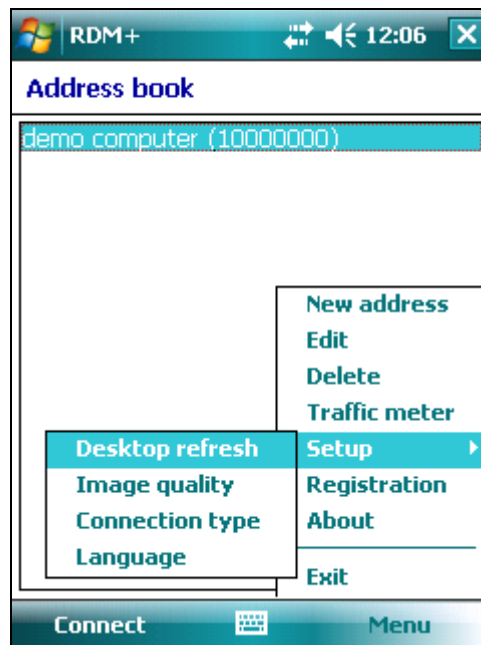 RDM+ 12:06
Address book
demo computer (10000000)
New address
Edit
Delete
Traffic meter
Setup
Registration
About
Exit
Desktop refresh
Image quality
Connection type
Language
Connect Menu